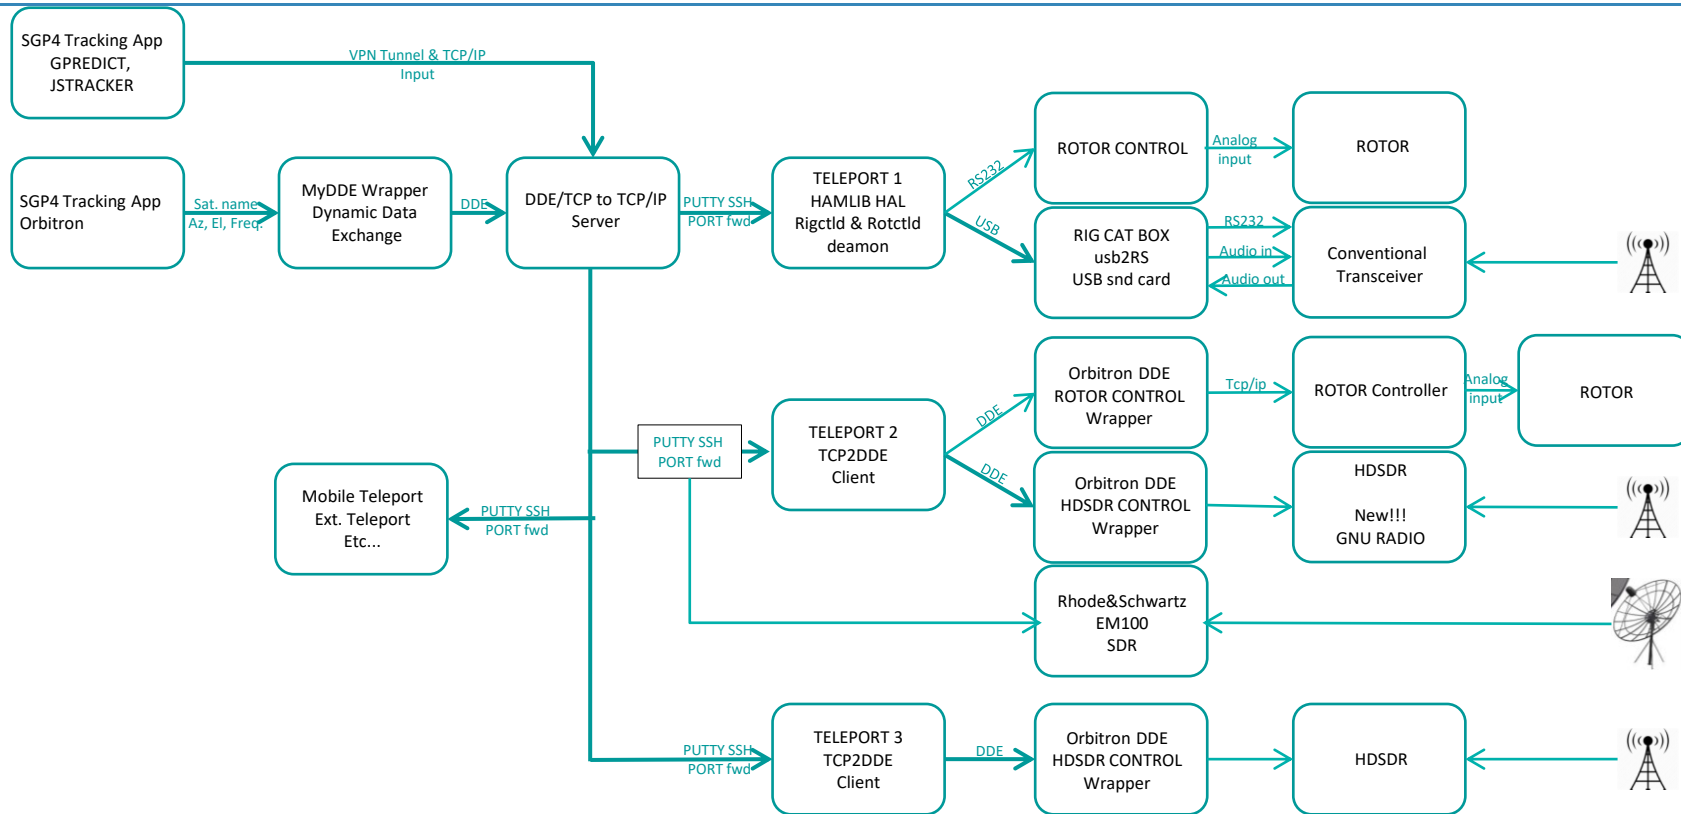 SGP4 Tracking App
GPREDICT,
JSTRACKER
VPN Tunnel & TCP/IP
Input
SGP4 Tracking App
Orbitron
Sat. name
Az, El, Freq.
MyDDE Wrapper
Dynamic Data
Exchange
DDE
DDE/TCP to TCP/IP
Server
PUTTY SSH
PORT fwd
TELEPORT 1
HAMLIB HAL
Rigctld & Rotctld
deamon
RS232
USB
ROTOR CONTROL
Analog
input
ROTOR
RIG CAT BOX
usb2RS
USB snd card
RS232
Audio in
Audio out
Conventional
Transceiver
PUTTY SSH
PORT fwd
TELEPORT 2
TCP2DDE
Client
DDE
DDE
Orbitron DDE
ROTOR CONTROL
Wrapper
Tcp/ip
ROTOR Controller
Analog
input
ROTOR
Orbitron DDE
HDSDR CONTROL
Wrapper
HDSDR
New!!!
GNU RADIO
Mobile Teleport
Ext. Teleport
Etc...
PUTTY SSH
PORT fwd
Rhode&Schwartz
EM100
SDR
PUTTY SSH
PORT fwd
TELEPORT 3
TCP2DDE
Client
DDE
Orbitron DDE
HDSDR CONTROL
Wrapper
HDSDR